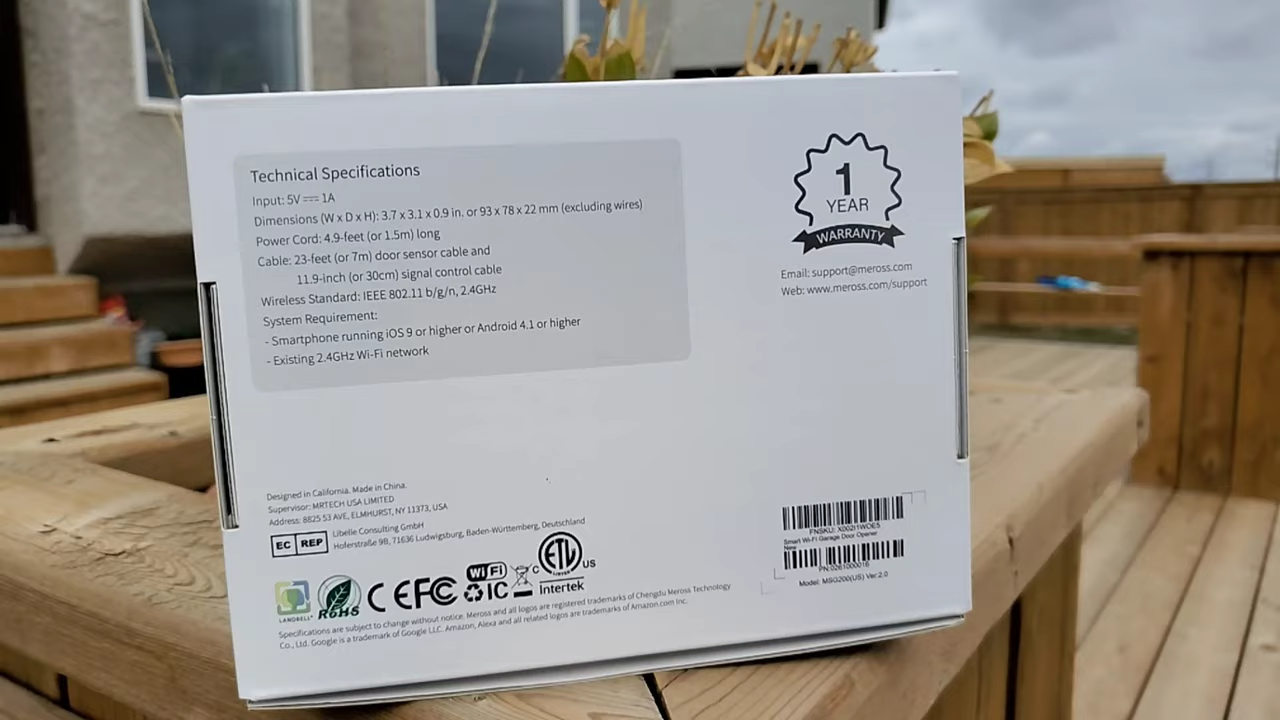 Technical Specifications
Input: 5V ⎓ 1A
Dimensions (W x D x H): 3.7 x 3.1 x 0.9 in. or 93 x 78 x 22 mm (excluding wires)
Power Cord: 4.9-feet (or 1.5m) long
Cable: 23-feet (or 7m) door sensor cable and
11.9-inch (or 30cm) signal control cable
Wireless Standard: IEEE 802.11 b/g/n, 2.4GHz
System Requirement:
- Smartphone running iOS 9 or higher or Android 4.1 or higher
- Existing 2.4GHz Wi-Fi network
1
YEAR
WARRANTY
Email: support@meross.com
Web: www.meross.com/support
Designed in California. Made in China.
Supervisor: MRTECH USA LIMITED
Address: 8825 53 AVE, ELMHURST, NY 11373, USA
EC REP
Libelle Consulting GmbH
Hoferstraße 9B, 71636 Ludwigsburg, Baden-Württemberg, Deutschland
LANDBELL
RoHS
CE FC
WiFi
IC
C ETL US
LISTED
Intertek
Specifications are subject to change without notice. Meross and all logos are registered trademarks of Chengdu Meross Technology
Co., Ltd. Google is a trademark of Google LLC. Amazon, Alexa and all related logos are trademarks of Amazon.com Inc.
FNSKU: X002I1WOE5
Smart Wi-Fi Garage Door Opener
New
PN:0261000016
Model: MSG200(US) Ver:2.0